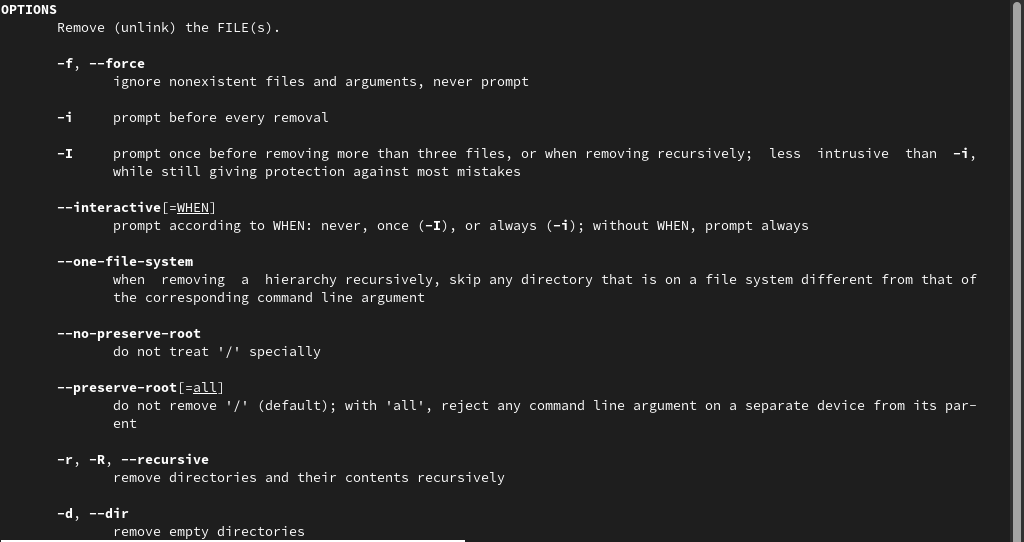 OPTIONS
Remove (unlink) the FILE(s).
-f, --force
ignore nonexistent files and arguments, never prompt
-i     prompt before every removal
-I     prompt once before removing more than three files, or when removing recursively;  less  intrusive  than  -i,
while still giving protection against most mistakes
--interactive[=WHEN]
prompt according to WHEN: never, once (-I), or always (-i); without WHEN, prompt always
--one-file-system
when  removing  a  hierarchy recursively, skip any directory that is on a file system different from that of
the corresponding command line argument
--no-preserve-root
do not treat '/' specially
--preserve-root[=all]
do not remove '/' (default); with 'all', reject any command line argument on a separate device from its par-
ent
-r, -R, --recursive
remove directories and their contents recursively
-d, --dir
remove empty directories